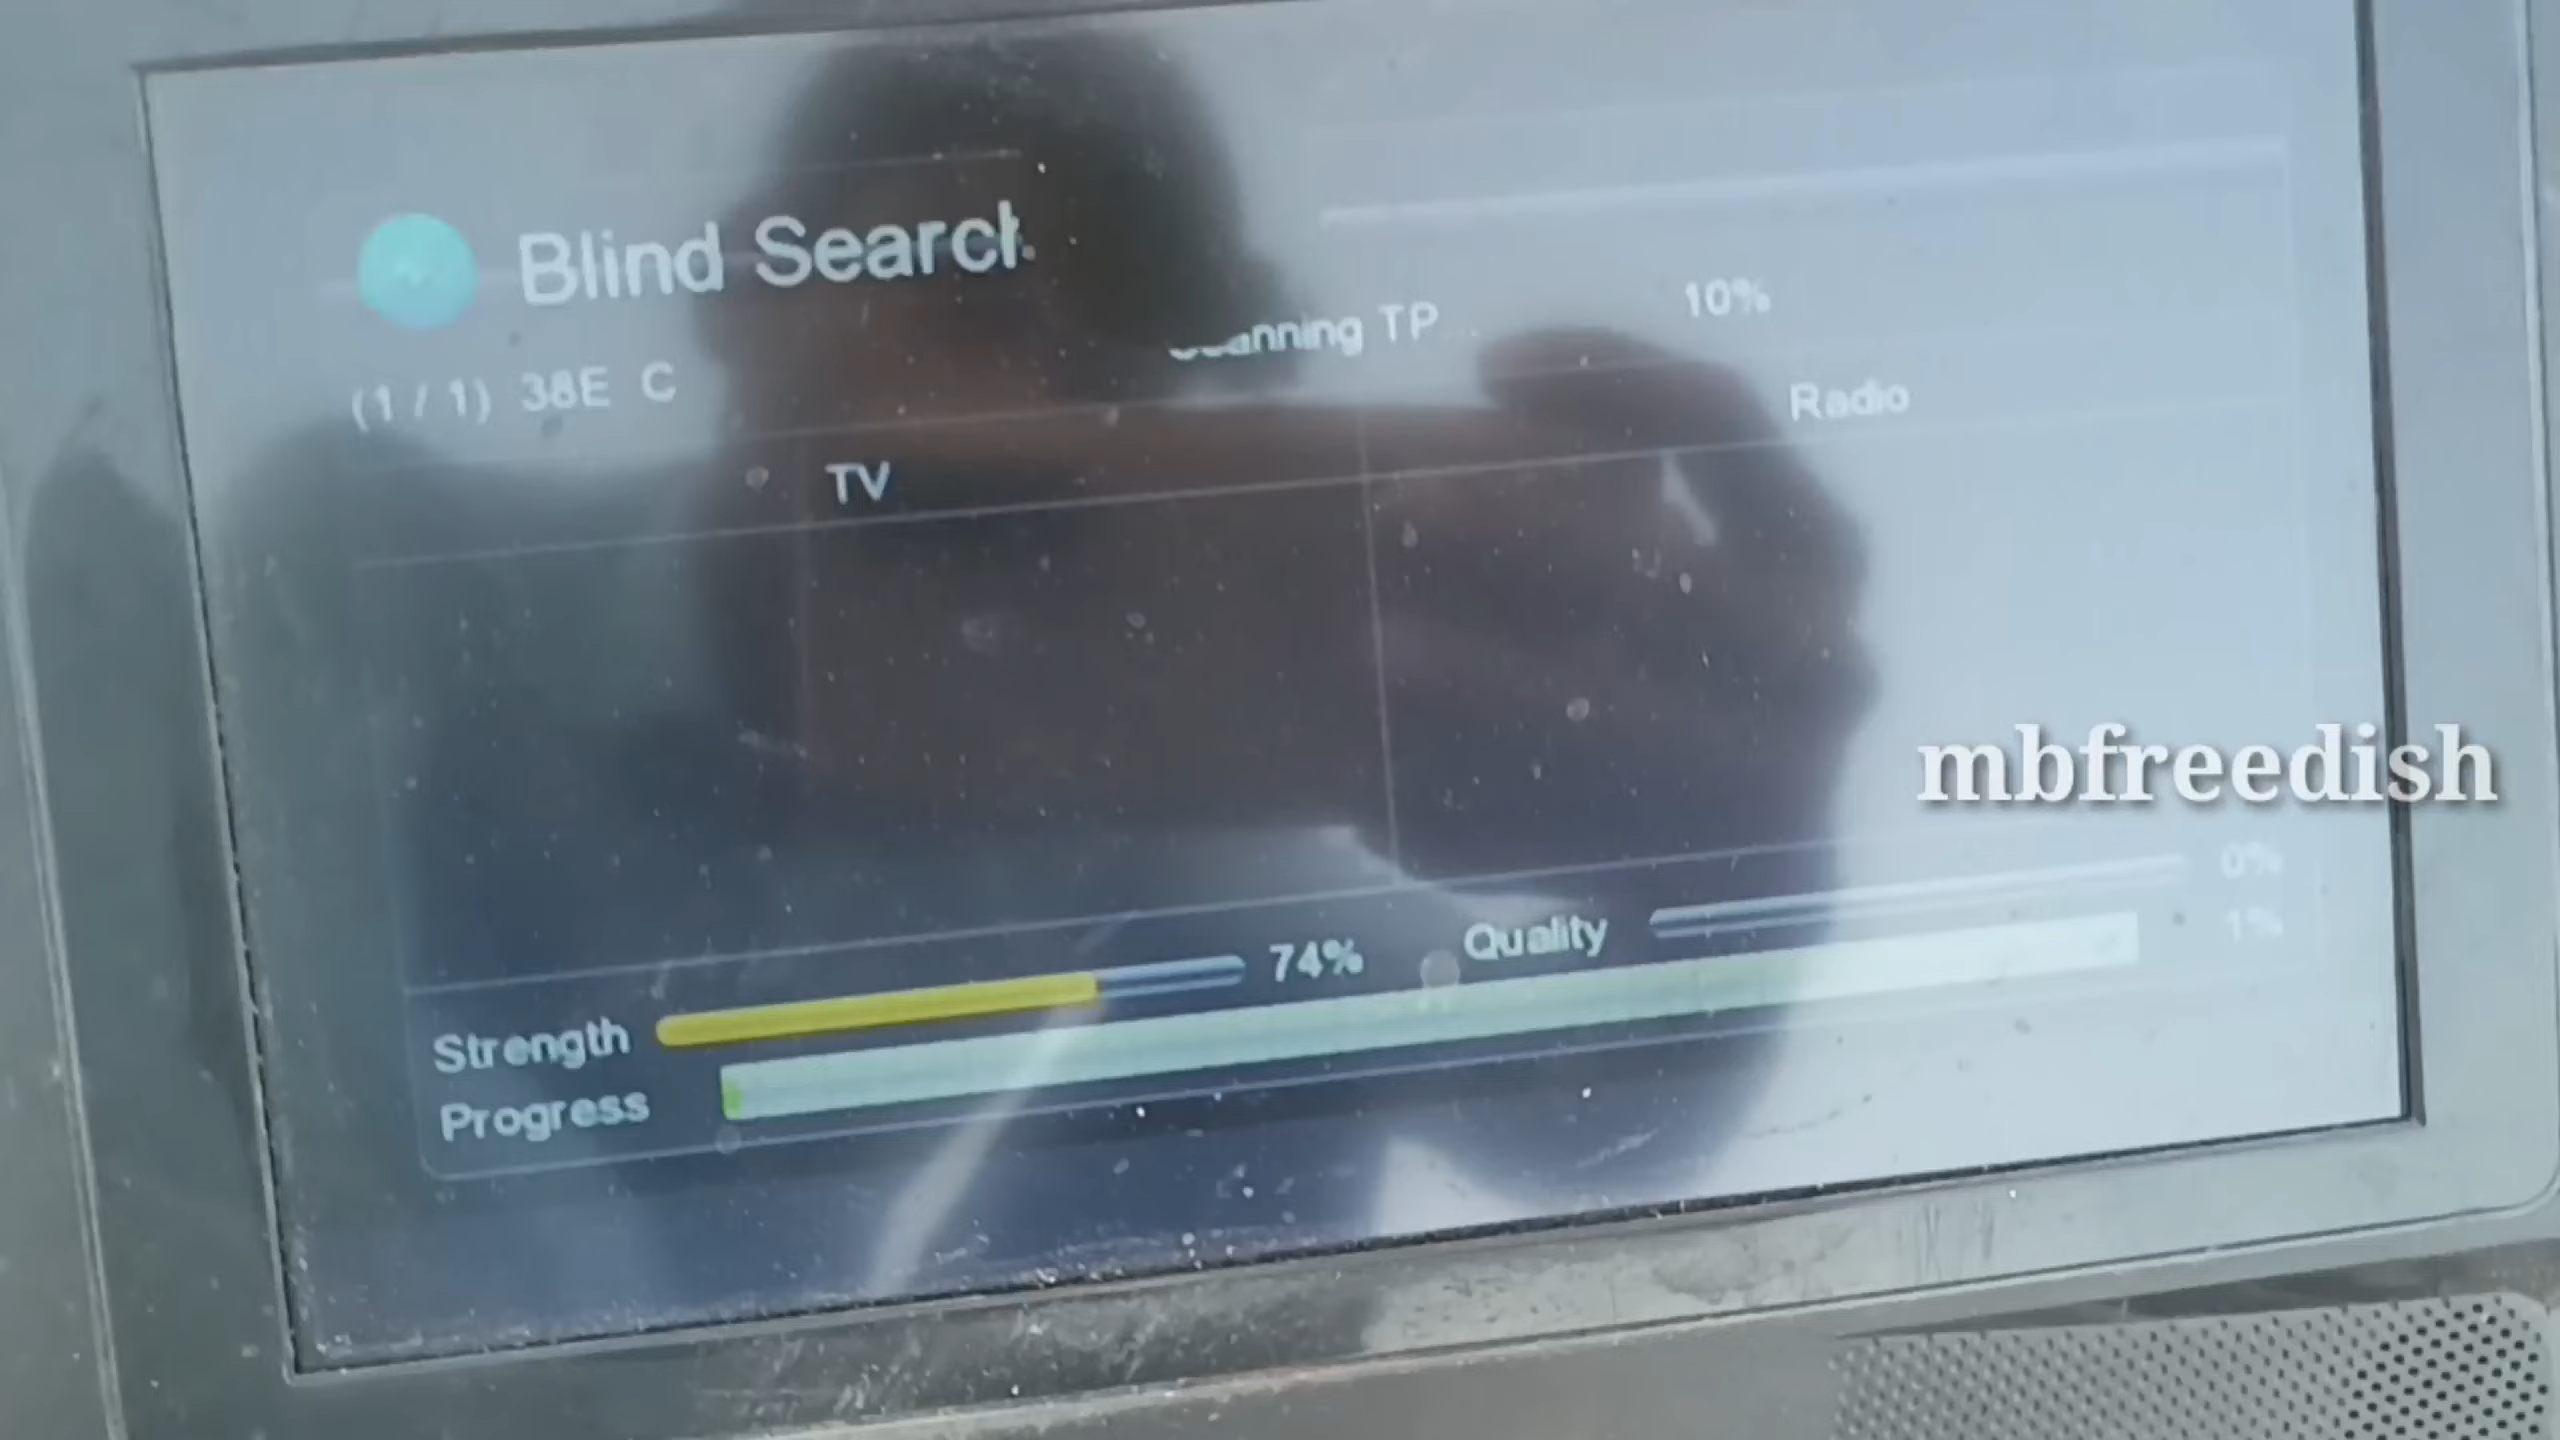 Blind Search
Scanning TP 10%
(1 / 1) 38E C
TV Radio
mbfreedish
Strength 74% Quality 0%
Progress 1%